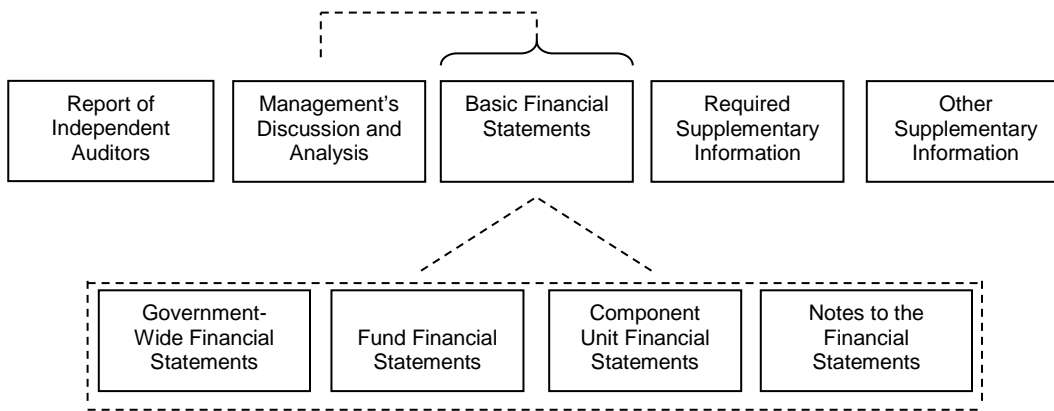 Report of
Independent
Auditors
Management’s
Discussion and
Analysis
Basic Financial
Statements
Required
Supplementary
Information
Other
Supplementary
Information
Government-
Wide Financial
Statements
Fund Financial
Statements
Component
Unit Financial
Statements
Notes to the
Financial
Statements